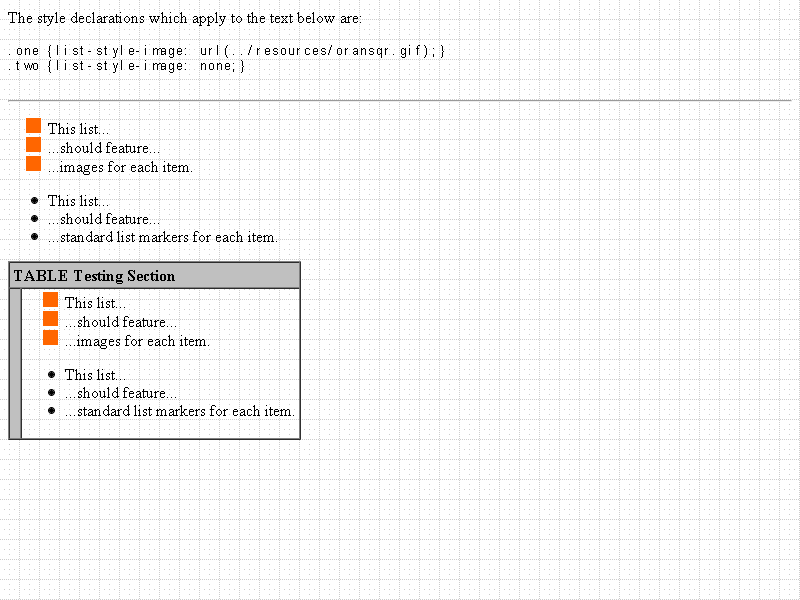 The style declarations which apply to the text below are:
.one {list-style-image: url(../resources/oransqr.gif);}
.two {list-style-image: none;}
This list...
...should feature...
...images for each item.
This list...
...should feature...
...standard list markers for each item.
TABLE Testing Section
This list...
...should feature...
...images for each item.
This list...
...should feature...
...standard list markers for each item.